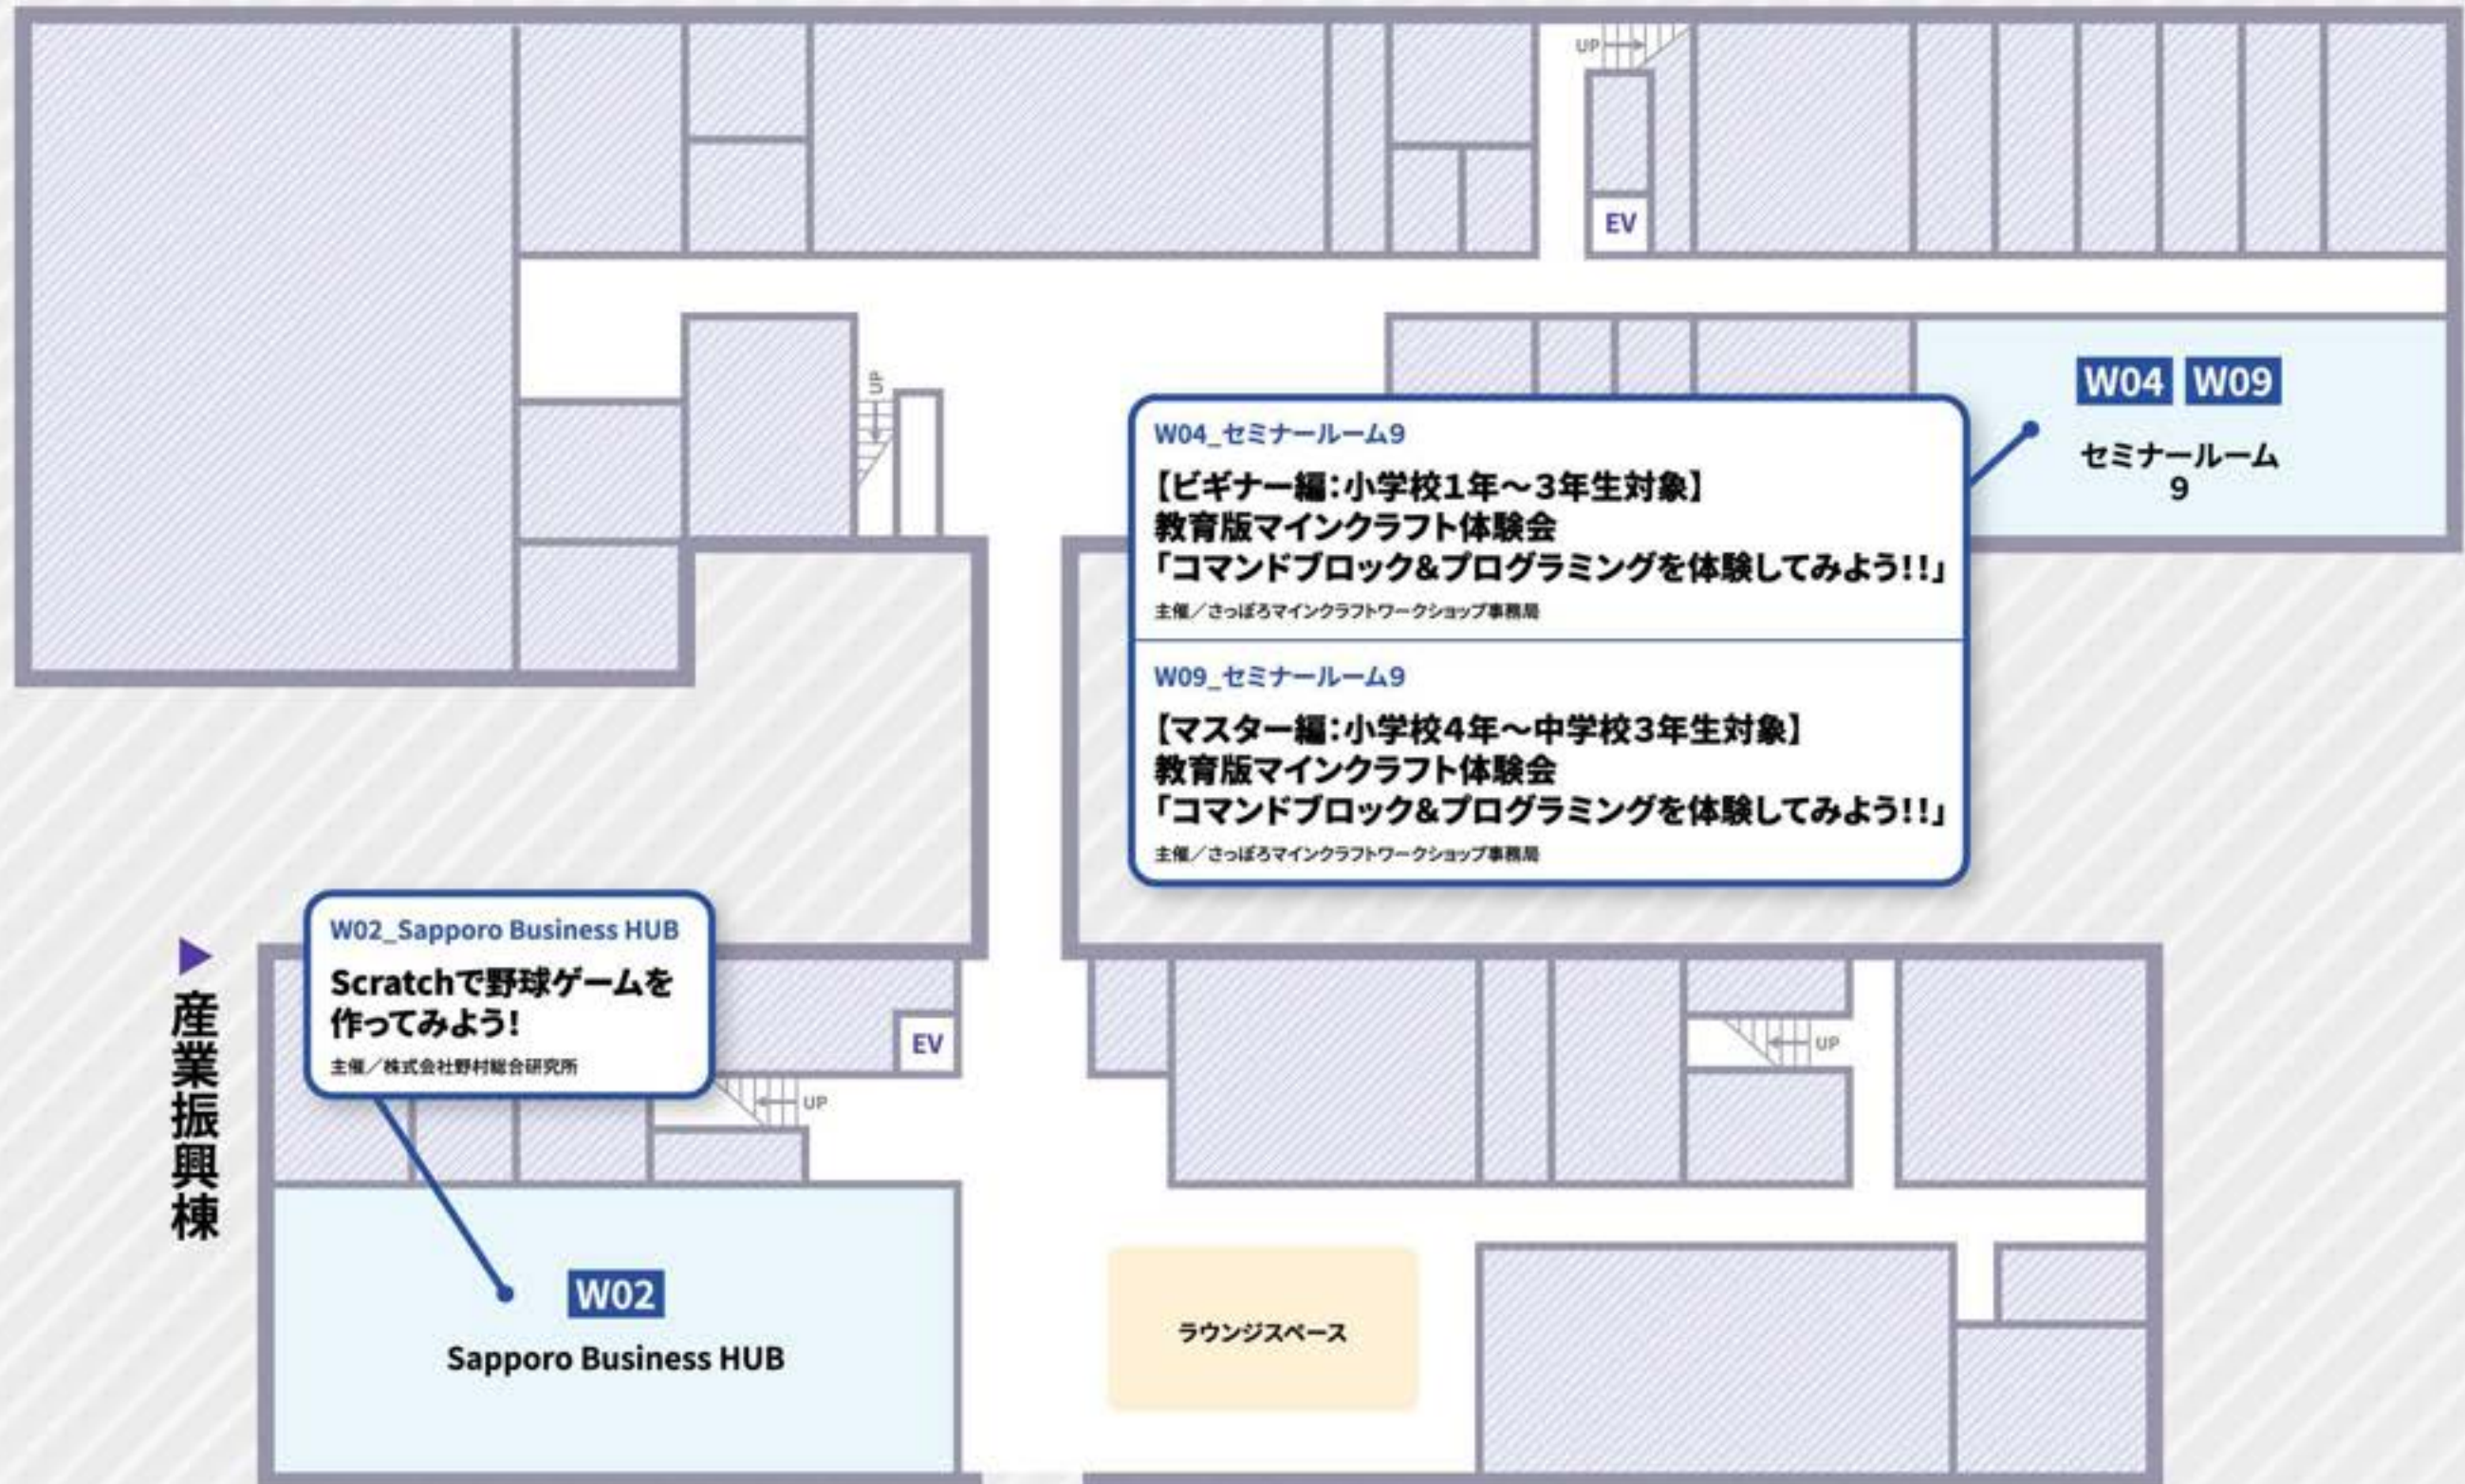 UP
EV
UP
W04 W09
セミナールーム
9
W04_セミナールーム9
【ビギナー編：小学校1年～3年生対象】
教育版マインクラフト体験会
「コマンドブロック&プログラミングを体験してみよう!!」
主催／さっぽろマインクラフトワークショップ事務局
W09_セミナールーム9
【マスター編：小学校4年～中学校3年生対象】
教育版マインクラフト体験会
「コマンドブロック&プログラミングを体験してみよう!!」
主催／さっぽろマインクラフトワークショップ事務局
▶産業振興棟
W02_Sapporo Business HUB
Scratchで野球ゲームを
作ってみよう!
主催／株式会社野村総合研究所
EV
UP
UP
W02
Sapporo Business HUB
ラウンジスペース